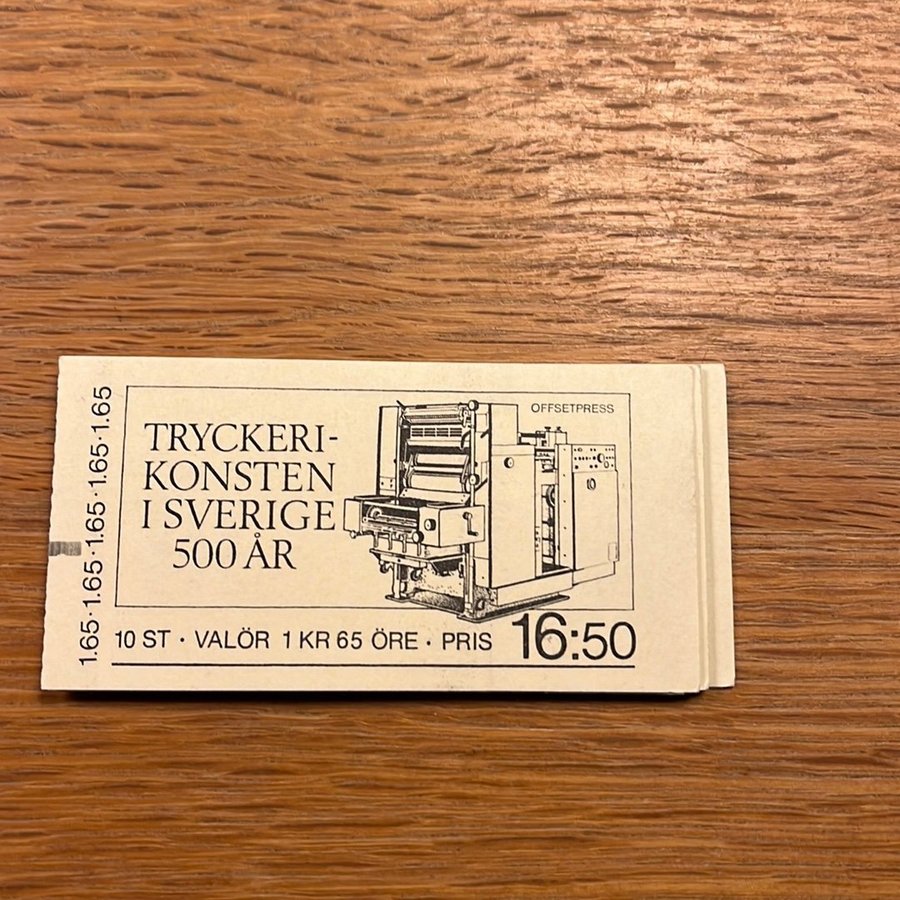 1.65·1.65·1.65·1.65·1.65
TRYCKERI-
KONSTEN
I SVERIGE
500 ÅR
OFFSETPRESS
10 ST · VALÖR 1 KR 65 ÖRE · PRIS 16:50